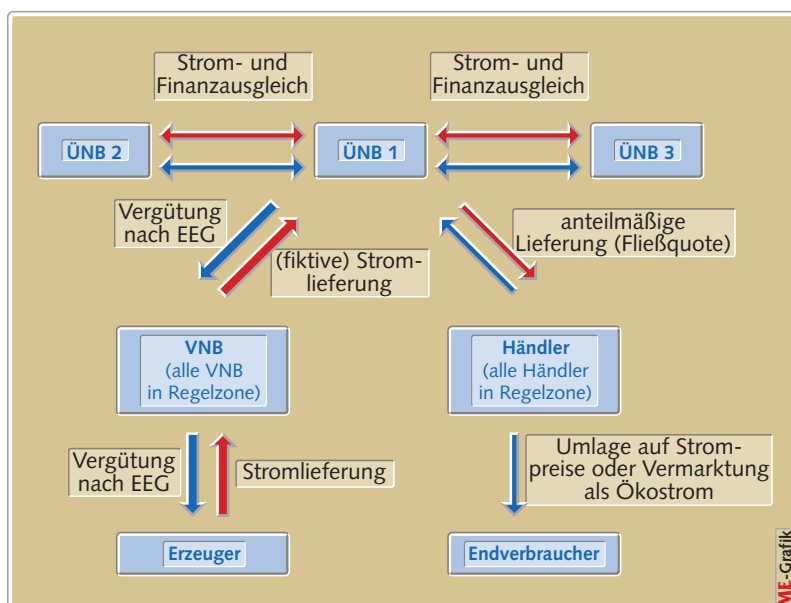 Strom- und
Finanzausgleich
Strom- und
Finanzausgleich
ÜNB 2
ÜNB 1
ÜNB 3
Vergütung
nach EEG
(fiktive) Strom-
lieferung
anteilmäßige
Lieferung (Fließquote)
VNB
(alle VNB
in Regelzone)
Händler
(alle Händler
in Regelzone)
Vergütung
nach EEG
Stromlieferung
Umlage auf Strom-
preise oder Vermarktung
als Ökostrom
Erzeuger
Endverbraucher
ME-Grafik